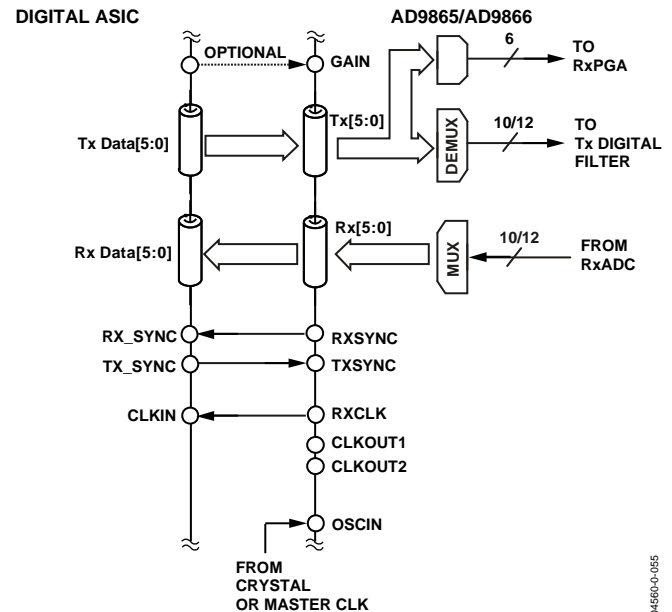 DIGITAL ASIC
AD9865/AD9866
OPTIONAL
GAIN
6
TO
RxPGA
Tx Data[5:0]
Tx[5:0]
DEMUX
10/12
TO
Tx DIGITAL
FILTER
Rx Data[5:0]
Rx[5:0]
MUX
10/12
FROM
RxADC
RX_SYNC
RXSYNC
TX_SYNC
TXSYNC
CLKIN
RXCLK
CLKOUT1
CLKOUT2
OSCIN
FROM
CRYSTAL
OR MASTER CLK
04560-0-055